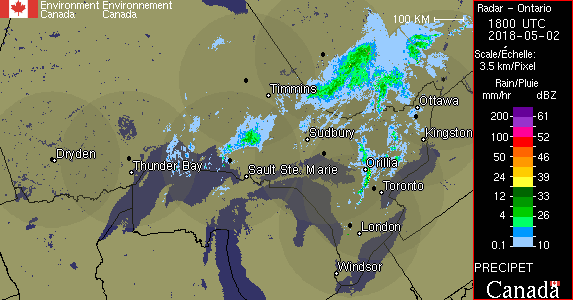 Environment Environnement
Canada Canada
100 KM
Timmins
Ottawa
Sudbury
Kingston
Dryden
Thunder Bay
Sault Ste. Marie
Orillia
Toronto
London
Windsor
Radar - Ontario
1800 UTC
2018-05-02
Scale/Échelle:
3.5 km/Pixel
Rain/Pluie
mm/hr dBZ
200 61
100 52
50 46
24 39
12 33
4 26
0.1 10
PRECIPET
Canada